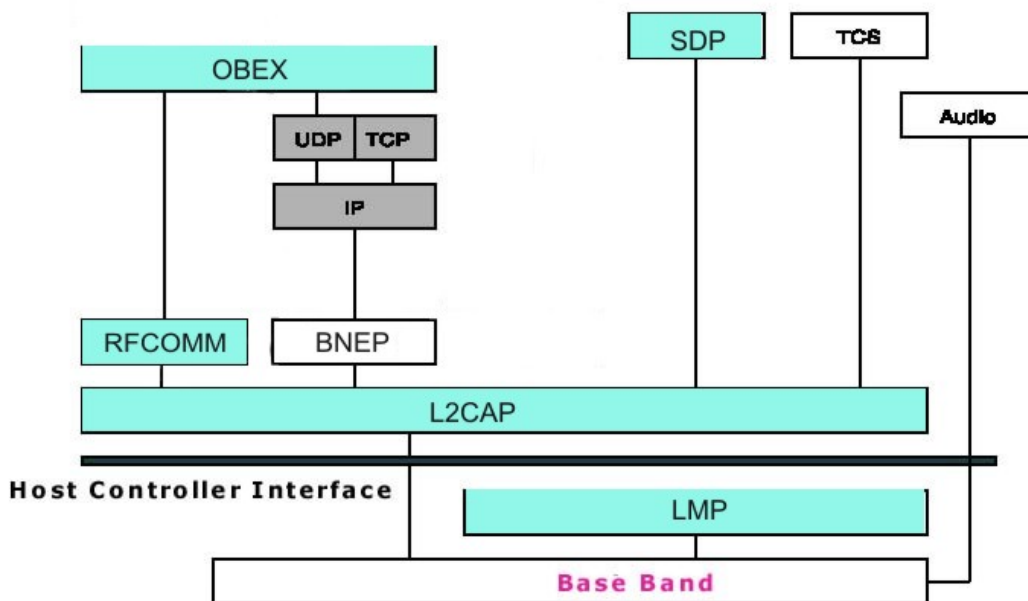 SDP
TCS
OBEX
Audio
UDP TCP
IP
RFCOMM
BNEP
L2CAP
Host Controller Interface
LMP
Base Band